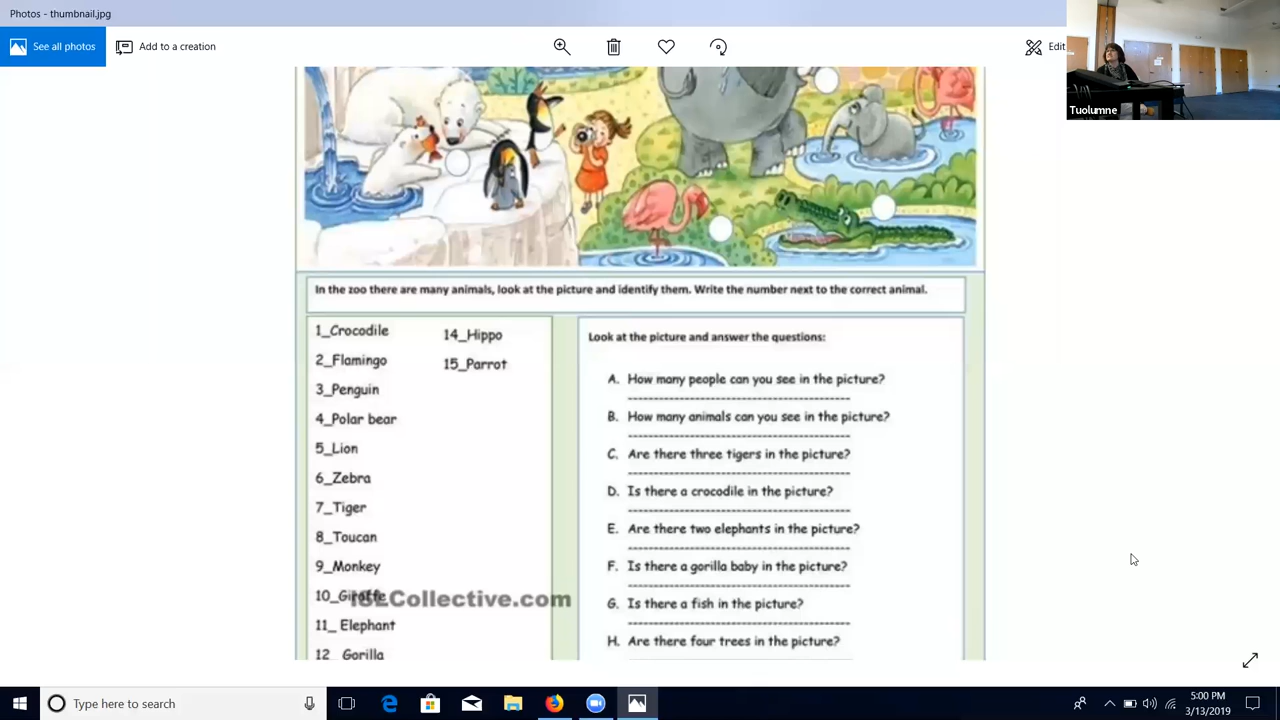 Photos - thumbnail.jpg
See all photos
Add to a creation
Edit
Tuolumne
In the zoo there are many animals, look at the picture and identify them. Write the number next to the correct animal.
1_Crocodile
2_Flamingo
3_Penguin
4_Polar bear
5_Lion
6_Zebra
7_Tiger
8_Toucan
9_Monkey
10_Giraffe
11_ Elephant
12_ Gorilla
14_Hippo
15_Parrot
iSLCollective.com
Look at the picture and answer the questions:
A. How many people can you see in the picture?
B. How many animals can you see in the picture?
C. Are there three tigers in the picture?
D. Is there a crocodile in the picture?
E. Are there two elephants in the picture?
F. Is there a gorilla baby in the picture?
G. Is there a fish in the picture?
H. Are there four trees in the picture?
Type here to search
5:00 PM
3/13/2019